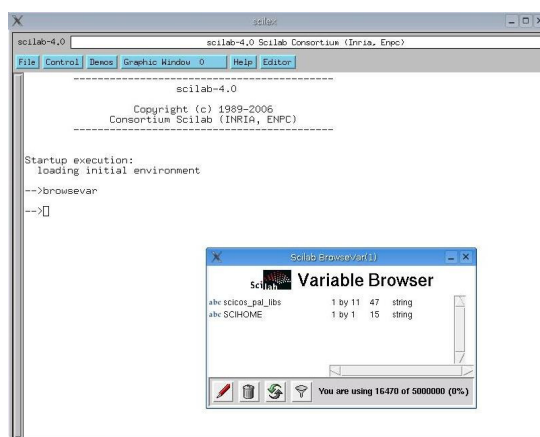 scilex
scilab-4.0 scilab-4.0 Scilab Consortium (Inria, Enpc)
File Control Demos Graphic Window 0 Help Editor
-----------------------------------------
scilab-4.0
Copyright (c) 1989-2006
Consortium Scilab (INRIA, ENPC)
-----------------------------------------
Startup execution:
loading initial environment
-->browsevar
-->
Scilab BrowseVar(1)
Scilab Variable Browser
abc scicos_pal_libs 1 by 11 47 string
abc SCIHOME 1 by 1 15 string
You are using 16470 of 5000000 (0%)